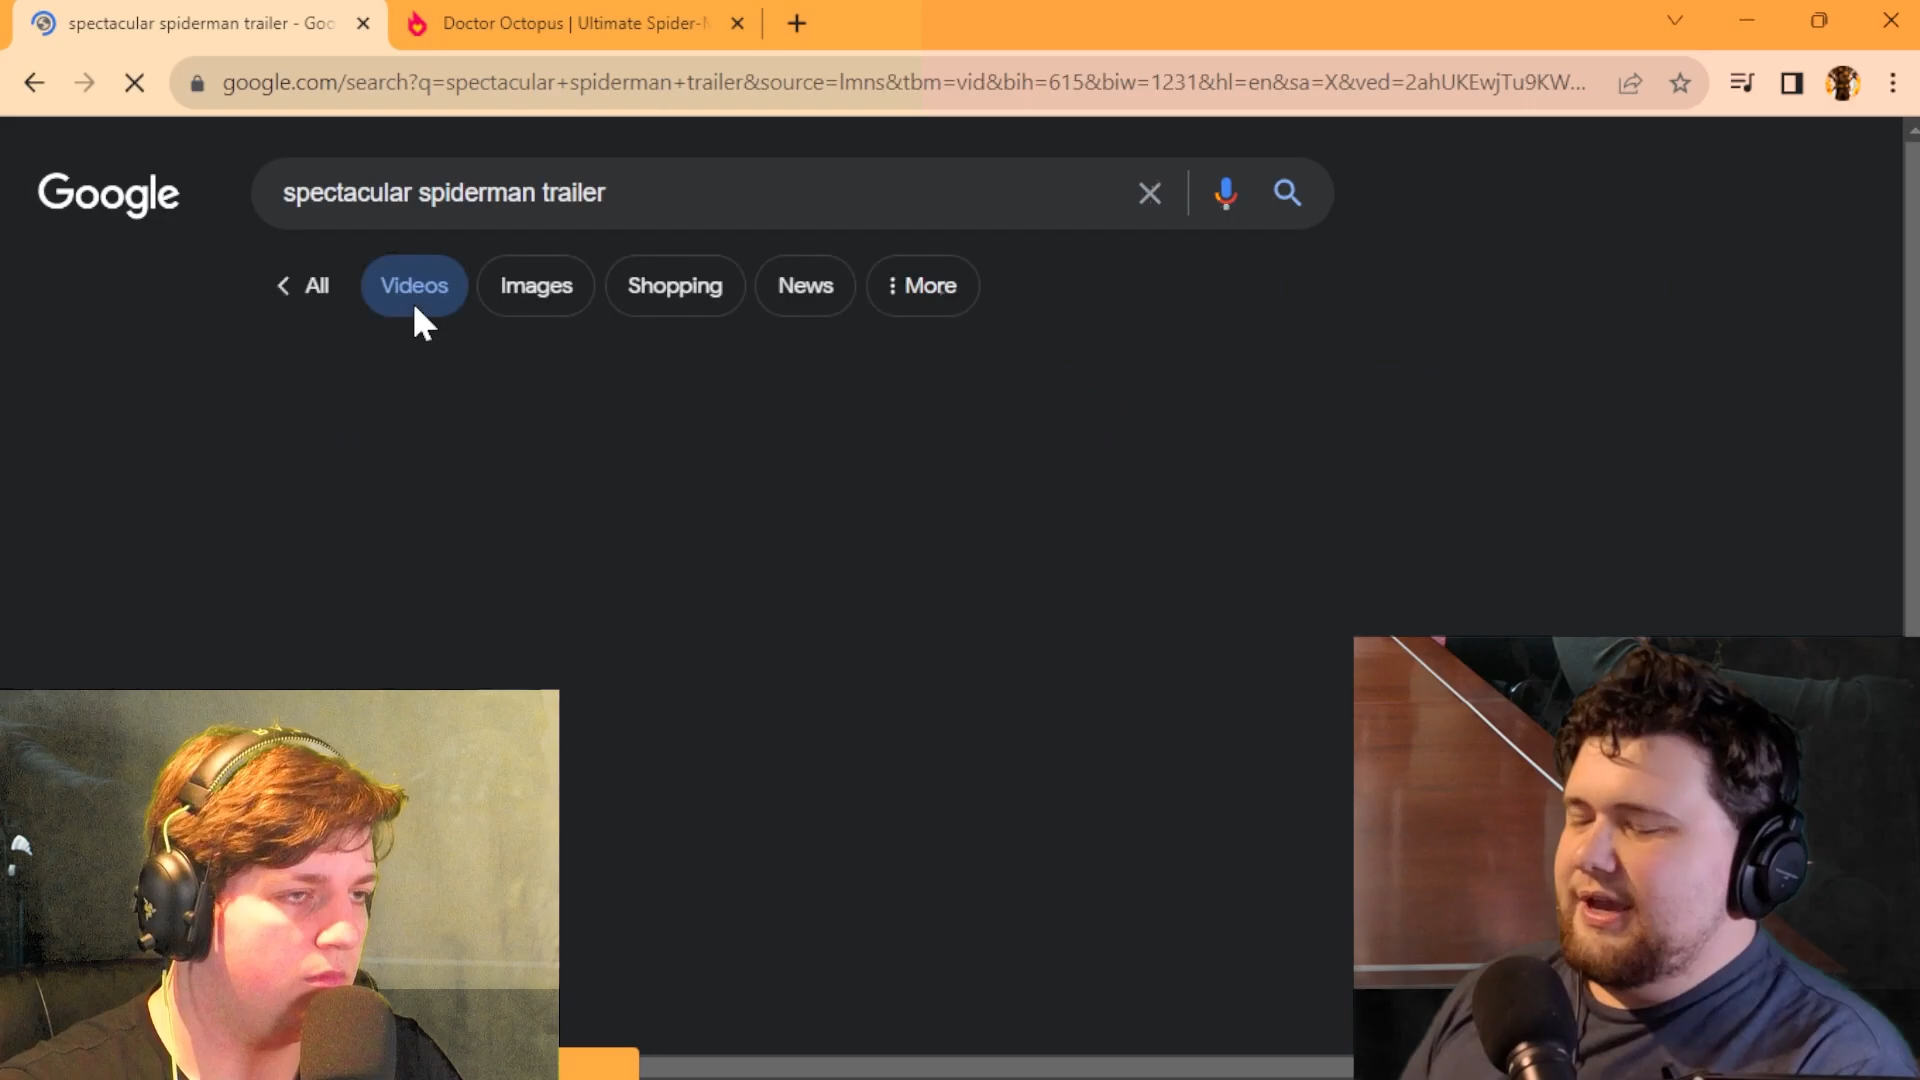 spectacular spiderman trailer - Goo
Doctor Octopus | Ultimate Spider-
google.com/search?q=spectacular+spiderman+trailer&source=lmns&tbm=vid&bih=615&biw=1231&hl=en&sa=X&ved=2ahUKEwjTu9KW...
Google
spectacular spiderman trailer
All
Videos
Images
Shopping
News
More